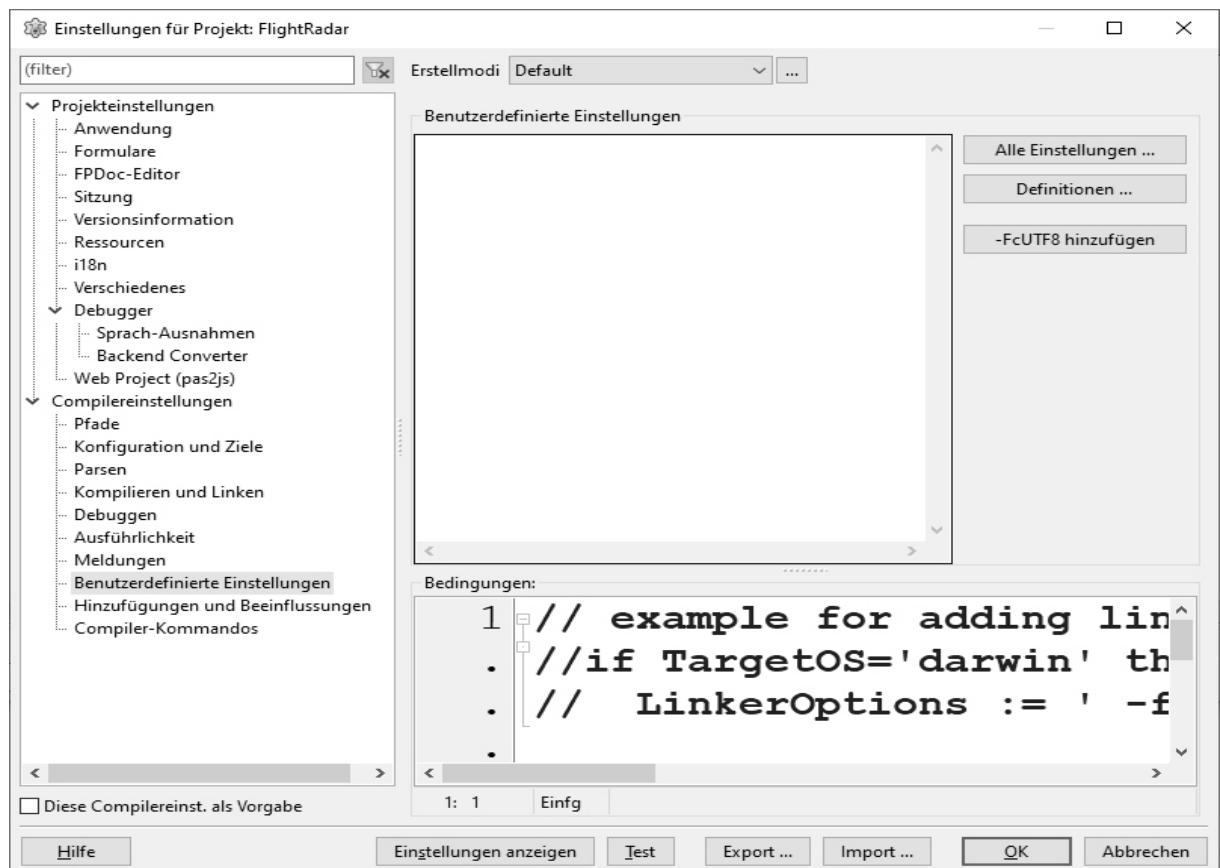 Einstellungen für Projekt: FlightRadar
(filter)
Erstellmodi Default ...
Projekteinstellungen
Anwendung
Formulare
FPDoc-Editor
Sitzung
Versionsinformation
Ressourcen
i18n
Verschiedenes
Debugger
Sprach-Ausnahmen
Backend Converter
Web Project (pas2js)
Compilereinstellungen
Pfade
Konfiguration und Ziele
Parsen
Kompilieren und Linken
Debuggen
Ausführlichkeit
Meldungen
Benutzerdefinierte Einstellungen
Hinzufügungen und Beeinflussungen
Compiler-Kommandos
Diese Compilereinst. als Vorgabe
Benutzerdefinierte Einstellungen
Alle Einstellungen ...
Definitionen ...
-FcUTF8 hinzufügen
Bedingungen:
1 // example for adding lin
. //if TargetOS='darwin' th
. //  LinkerOptions := ' -f
.
1: 1 Einfg
Hilfe Einstellungen anzeigen Test Export ... Import ... OK Abbrechen